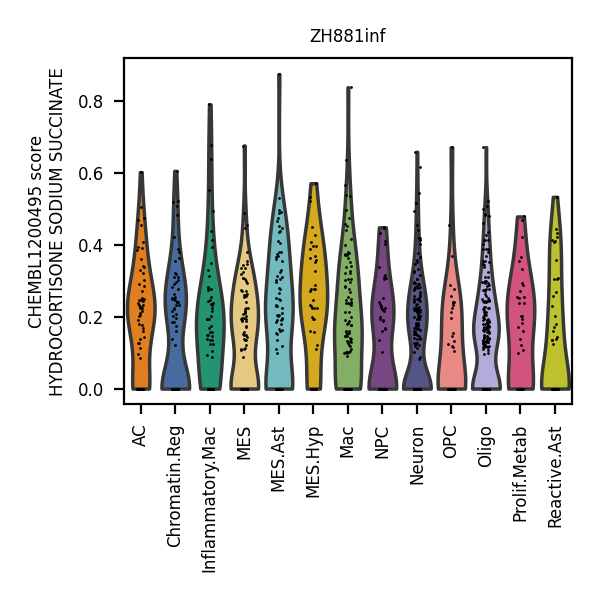 ZH881inf
CHEMBL1200495 score
HYDROCORTISONE SODIUM SUCCINATE
0.8
0.6
0.4
0.2
0.0
AC
Chromatin.Reg
Inflammatory.Mac
MES
MES.Ast
MES.Hyp
Mac
NPC
Neuron
OPC
Oligo
Prolif.Metab
Reactive.Ast